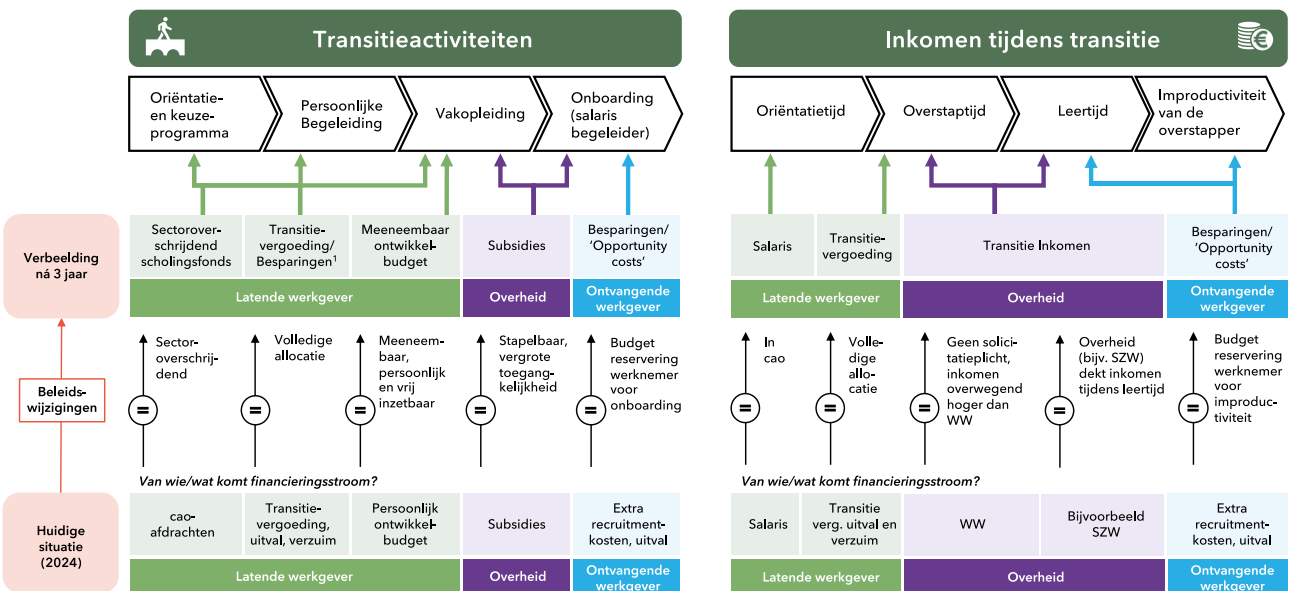 Transitieactiviteiten
Oriëntatie-
en keuze-
programma
Persoonlijke
Begeleiding
Vakopleiding
Onboarding
(salaris
begeleider)
Inkomen tijdens transitie
Oriëntatietijd
Overstaptijd
Leertijd
Improductiviteit
van de
overstapper
Verbeelding
ná 3 jaar
Sectorover-
schrijdend
scholingsfonds
Transitie-
vergoeding/
Besparingen¹
Meeneembaar
ontwikkel-
budget
Subsidies
Besparingen/
‘Opportunity
costs’
Latende werkgever
Overheid
Ontvangende
werkgever
Salaris
Transitie-
vergoeding
Transitie Inkomen
Besparingen/
‘Opportunity
costs’
Latende werkgever
Overheid
Ontvangende
werkgever
Beleids-
wijzigingen
Sector-
overschrij-
dend
=
Volledige
allocatie
=
Meeneem-
baar,
persoonlijk
en vrij
inzetbaar
=
Stapelbaar,
vergrote
toegang-
kelijkheid
=
Budget
reservering
werknemer
voor
onboarding
=
In
cao
=
Volle-
dige
allo-
catie
=
Geen solici-
tatieplicht,
inkomen
overwegend
hoger dan
WW
=
Overheid
(bijv. SZW)
dekt inkomen
tijdens leertijd
=
Budget
reservering
werknemer
voor
improduc-
tiviteit
=
Van wie/wat komt financieringsstroom?
Van wie/wat komt financieringsstroom?
Huidige
situatie
(2024)
cao-
afdrachten
Transitie-
vergoeding,
uitval, verzuim
Persoonlijk
ontwikkel-
budget
Subsidies
Extra
recruitment-
kosten, uitval
Latende werkgever
Overheid
Ontvangende
werkgever
Salaris
Transitie
verg. uitval en
verzuim
WW
Bijvoorbeeld
SZW
Extra
recruitment-
kosten, uitval
Latende werkgever
Overheid
Ontvangende
werkgever